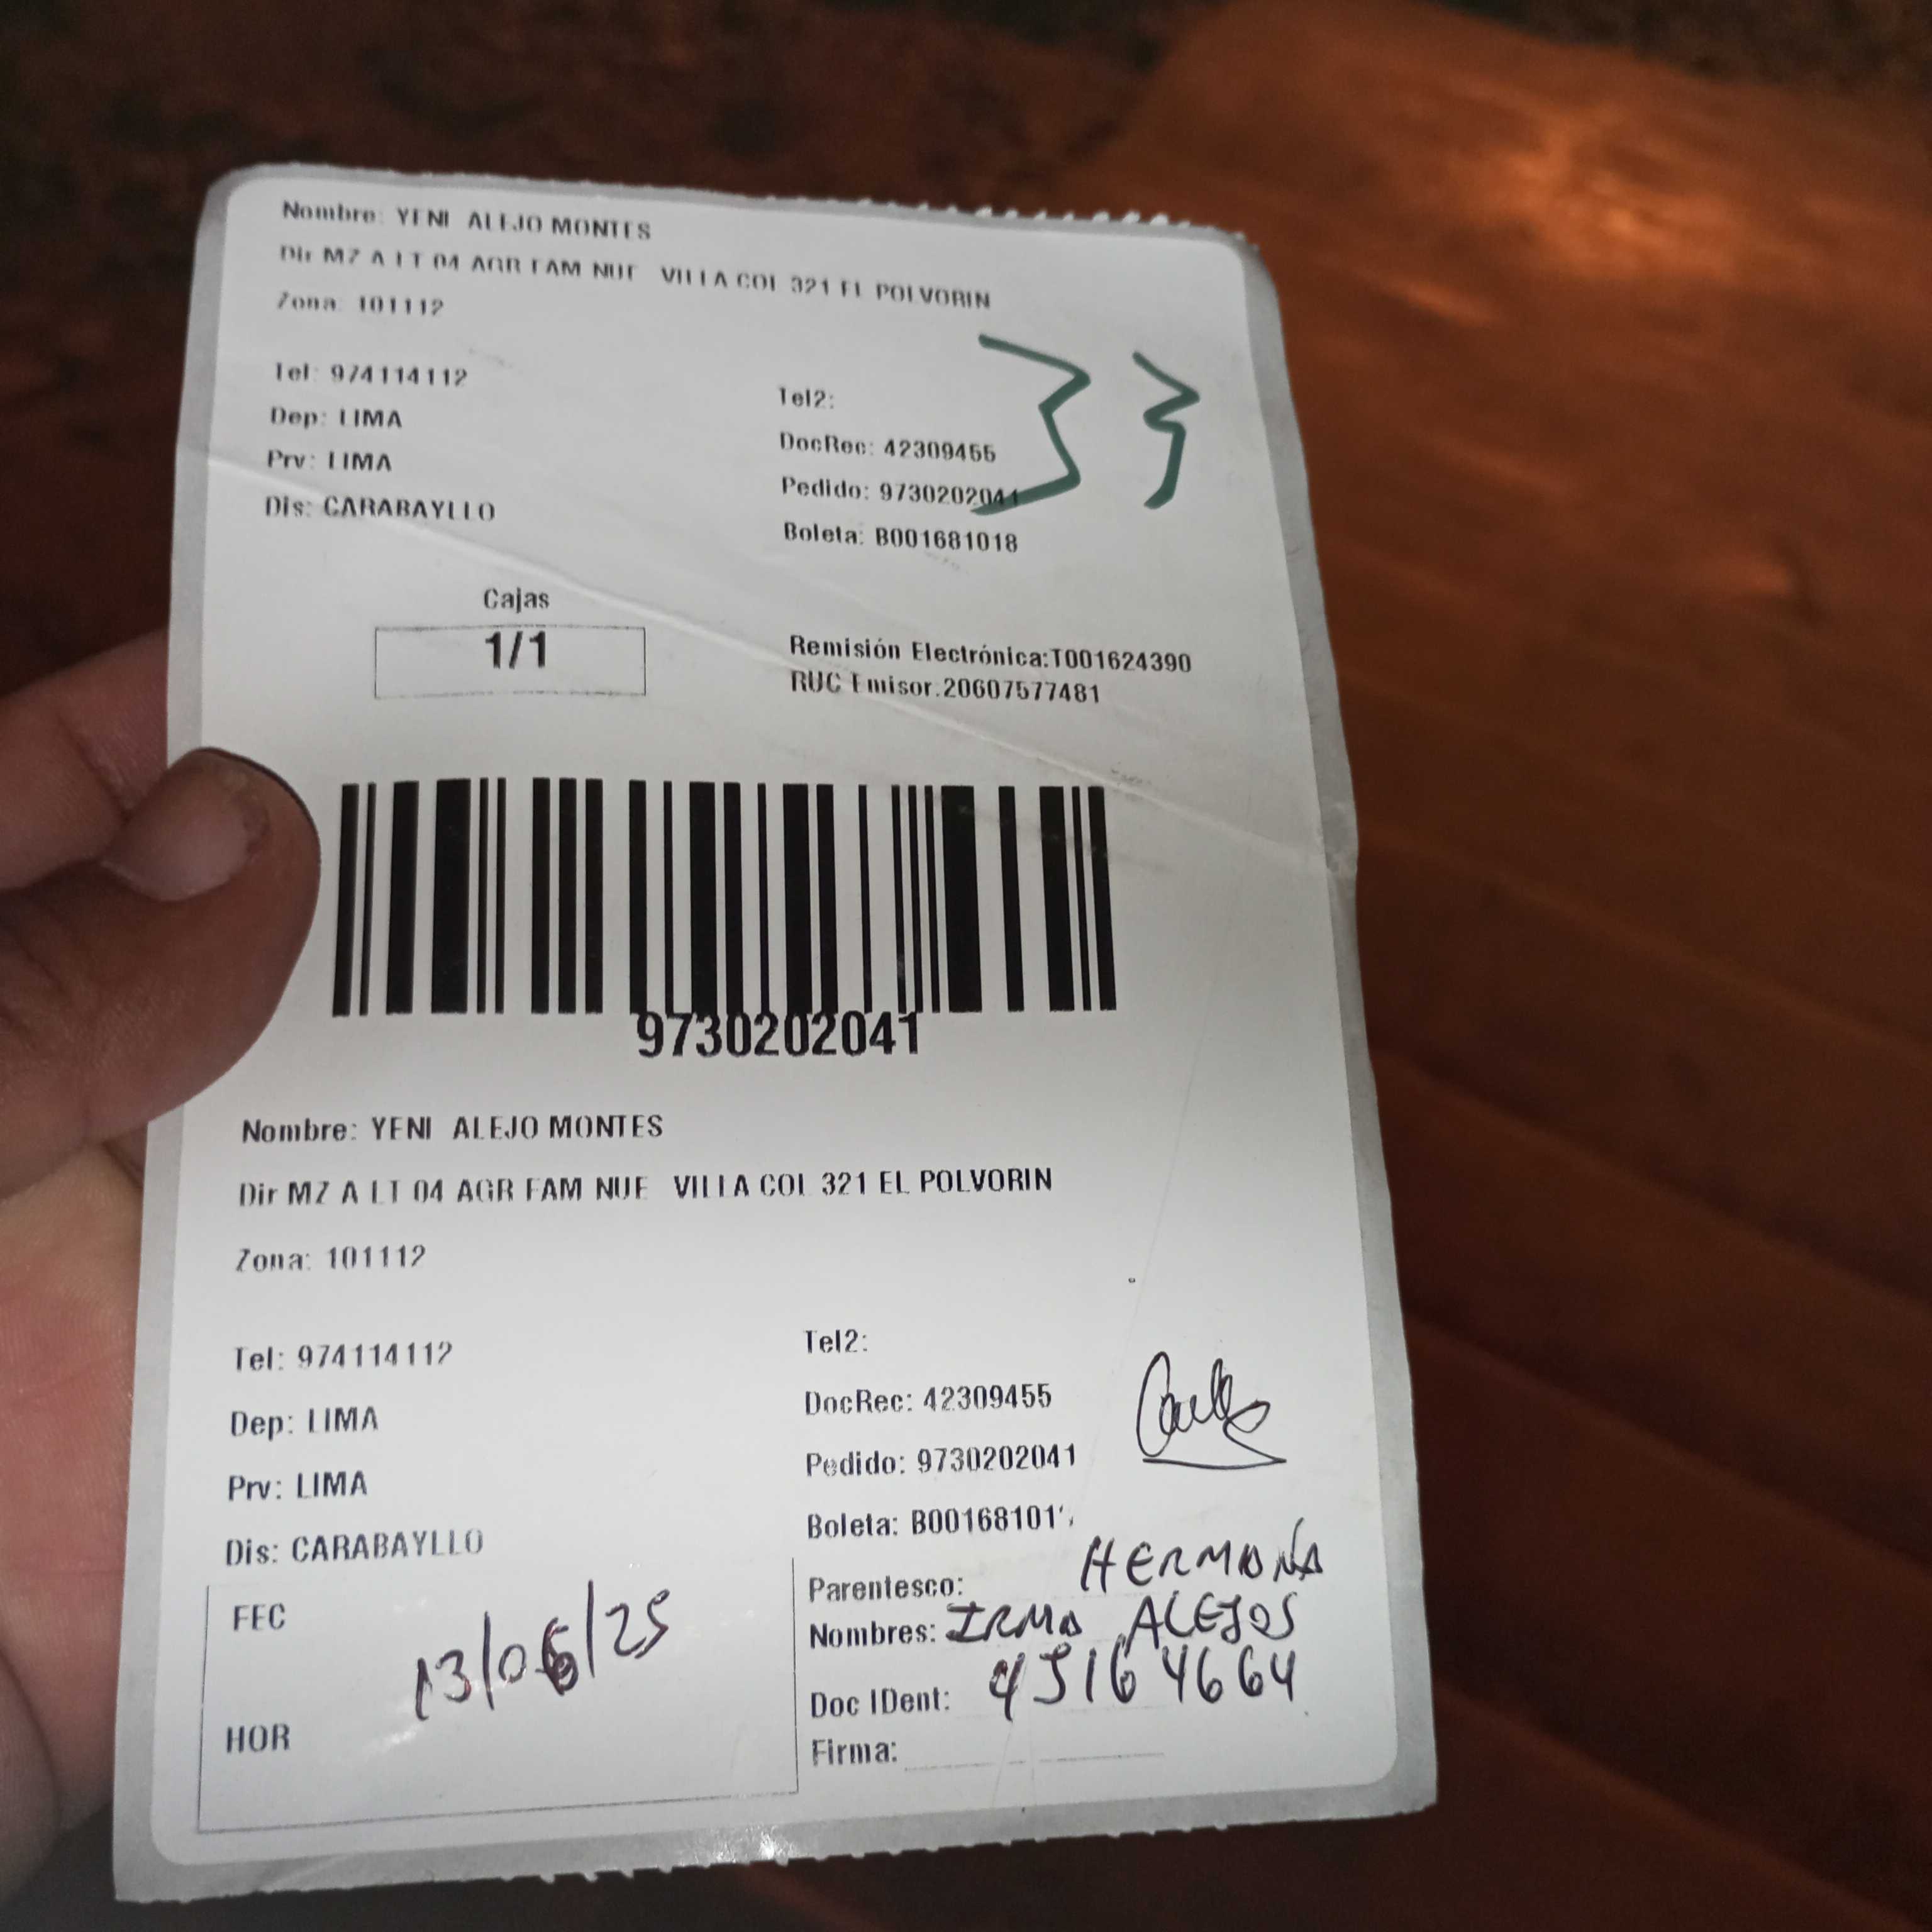 Nombre: YENI ALEJO MONTES
Dir MZ A LT 04 AGR FAM NUE VILLA COL 321 EL POLVORIN
Zona: 101112
Tel: 974114112
Dep: LIMA
Prv: LIMA
Dis: CARABAYLLO
Tel2:
DocRec: 42309455
Pedido: 9730202041
Boleta: B001681018
33
Cajas
1/1
Remisión Electrónica:T001624390
RUC Emisor:20607577481
9730202041
Nombre: YENI ALEJO MONTES
Dir MZ A LT 04 AGR FAM NUE VILLA COL 321 EL POLVORIN
Zona: 101112
Tel: 974114112
Dep: LIMA
Prv: LIMA
Dis: CARABAYLLO
Tel2:
DocRec: 42309455
Pedido: 9730202041
Boleta: B00168101
FEC 13/06/25
HOR
Parentesco: HERMANA
Nombres: IRMA ALEJOS
Doc IDent: 45164664
Firma: